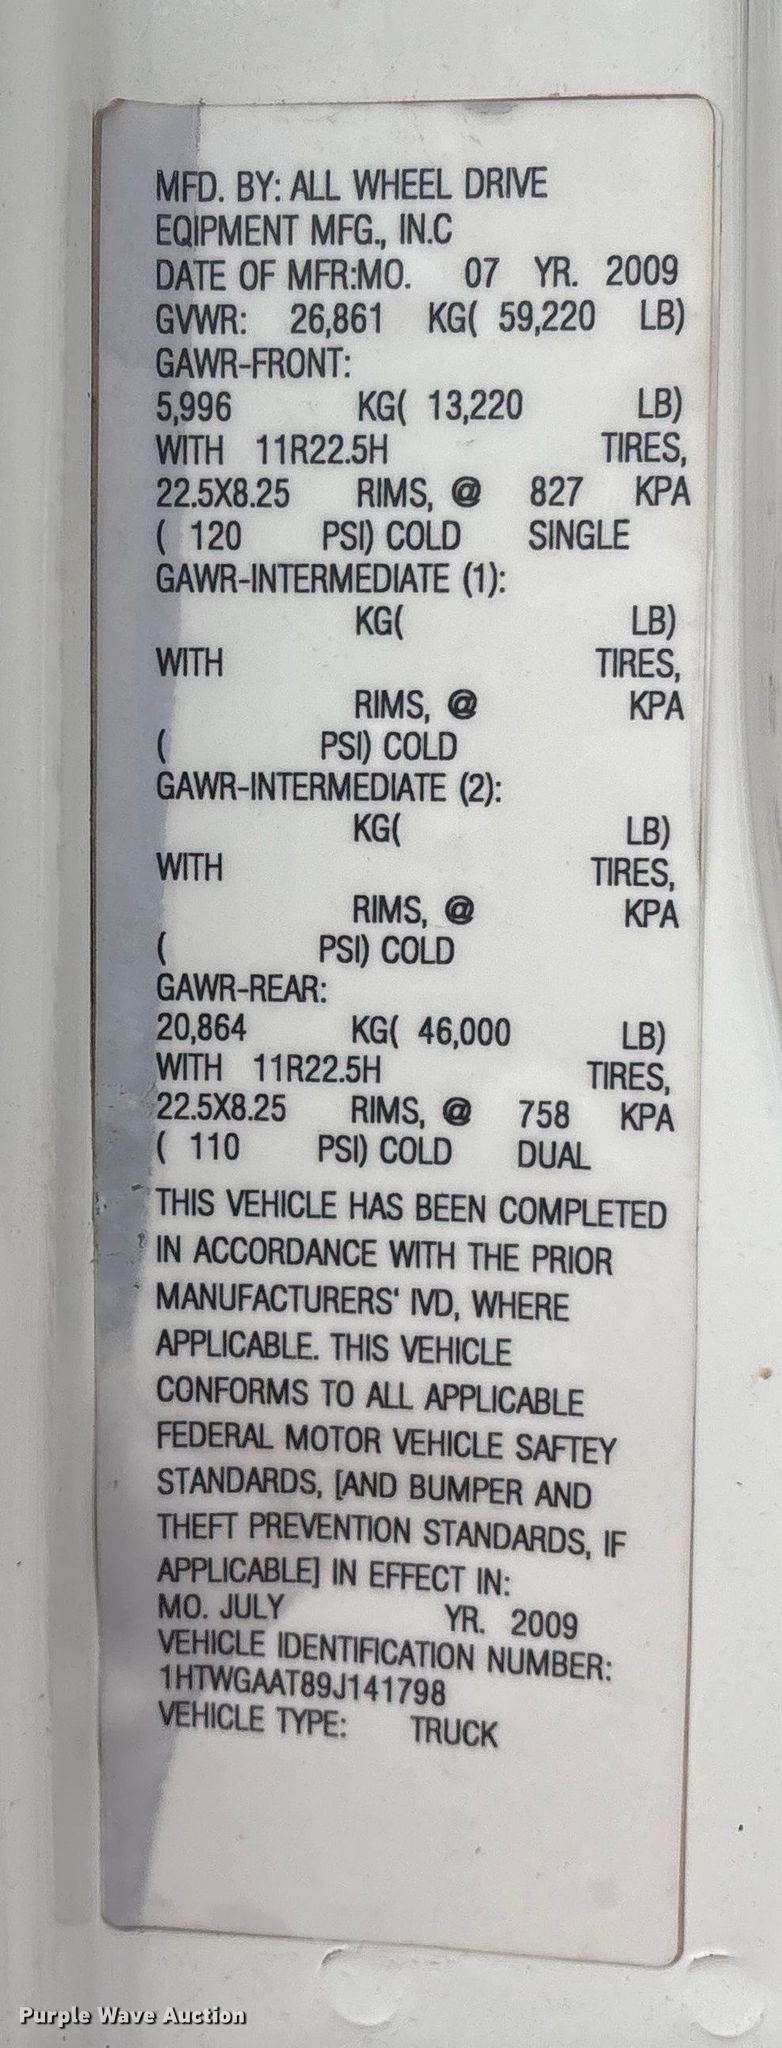 MFD. BY: ALL WHEEL DRIVE
EQIPMENT MFG., IN.C
DATE OF MFR:MO. 07 YR. 2009
GVWR: 26,861 KG( 59,220 LB)
GAWR-FRONT:
5,996 KG( 13,220 LB)
WITH 11R22.5H TIRES,
22.5X8.25 RIMS, @ 827 KPA
( 120 PSI) COLD SINGLE
GAWR-INTERMEDIATE (1):
KG( LB)
WITH TIRES,
RIMS, @ KPA
( PSI) COLD
GAWR-INTERMEDIATE (2):
KG( LB)
WITH TIRES,
RIMS, @ KPA
( PSI) COLD
GAWR-REAR:
20,864 KG( 46,000 LB)
WITH 11R22.5H TIRES,
22.5X8.25 RIMS, @ 758 KPA
( 110 PSI) COLD DUAL
THIS VEHICLE HAS BEEN COMPLETED
IN ACCORDANCE WITH THE PRIOR
MANUFACTURERS' IVD, WHERE
APPLICABLE. THIS VEHICLE
CONFORMS TO ALL APPLICABLE
FEDERAL MOTOR VEHICLE SAFTEY
STANDARDS, [AND BUMPER AND
THEFT PREVENTION STANDARDS, IF
APPLICABLE] IN EFFECT IN:
MO. JULY YR. 2009
VEHICLE IDENTIFICATION NUMBER:
1HTWGAAT89J141798
VEHICLE TYPE: TRUCK
Purple Wave Auction